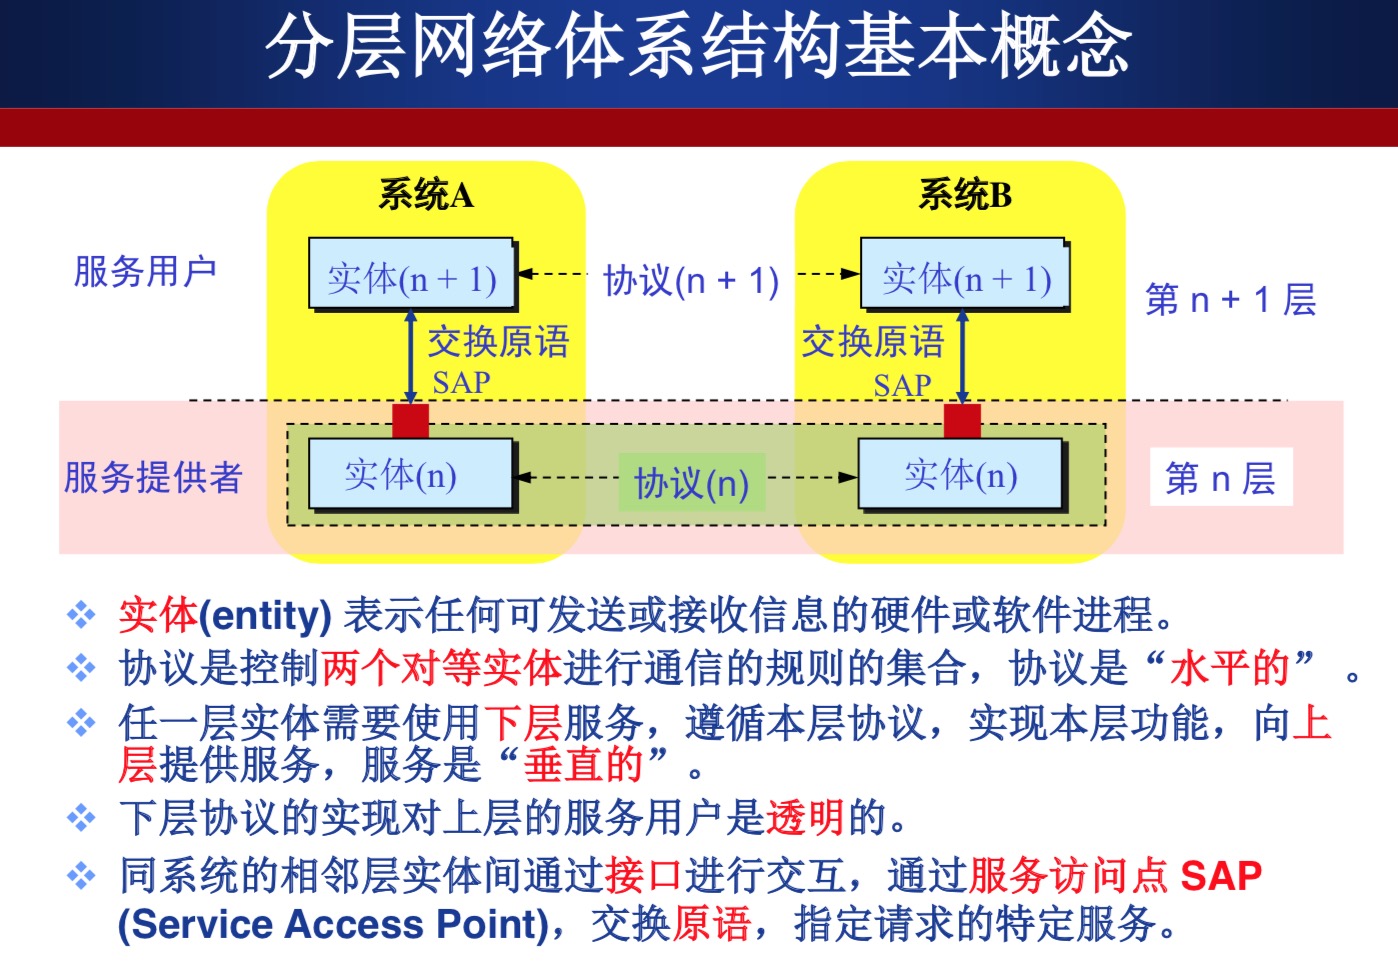 分层网络体系结构基本概念
系统A
系统B
服务用户
实体(n + 1)
协议(n + 1)
实体(n + 1)
第 n + 1 层
交换原语
SAP
交换原语
SAP
服务提供者
实体(n)
协议(n)
实体(n)
第 n 层
实体(entity) 表示任何可发送或接收信息的硬件或软件进程。
协议是控制两个对等实体进行通信的规则的集合，协议是“水平的” 。
任一层实体需要使用下层服务，遵循本层协议，实现本层功能，向上
层提供服务，服务是“垂直的”。
下层协议的实现对上层的服务用户是透明的。
同系统的相邻层实体间通过接口进行交互，通过服务访问点 SAP
(Service Access Point)，交换原语，指定请求的特定服务。